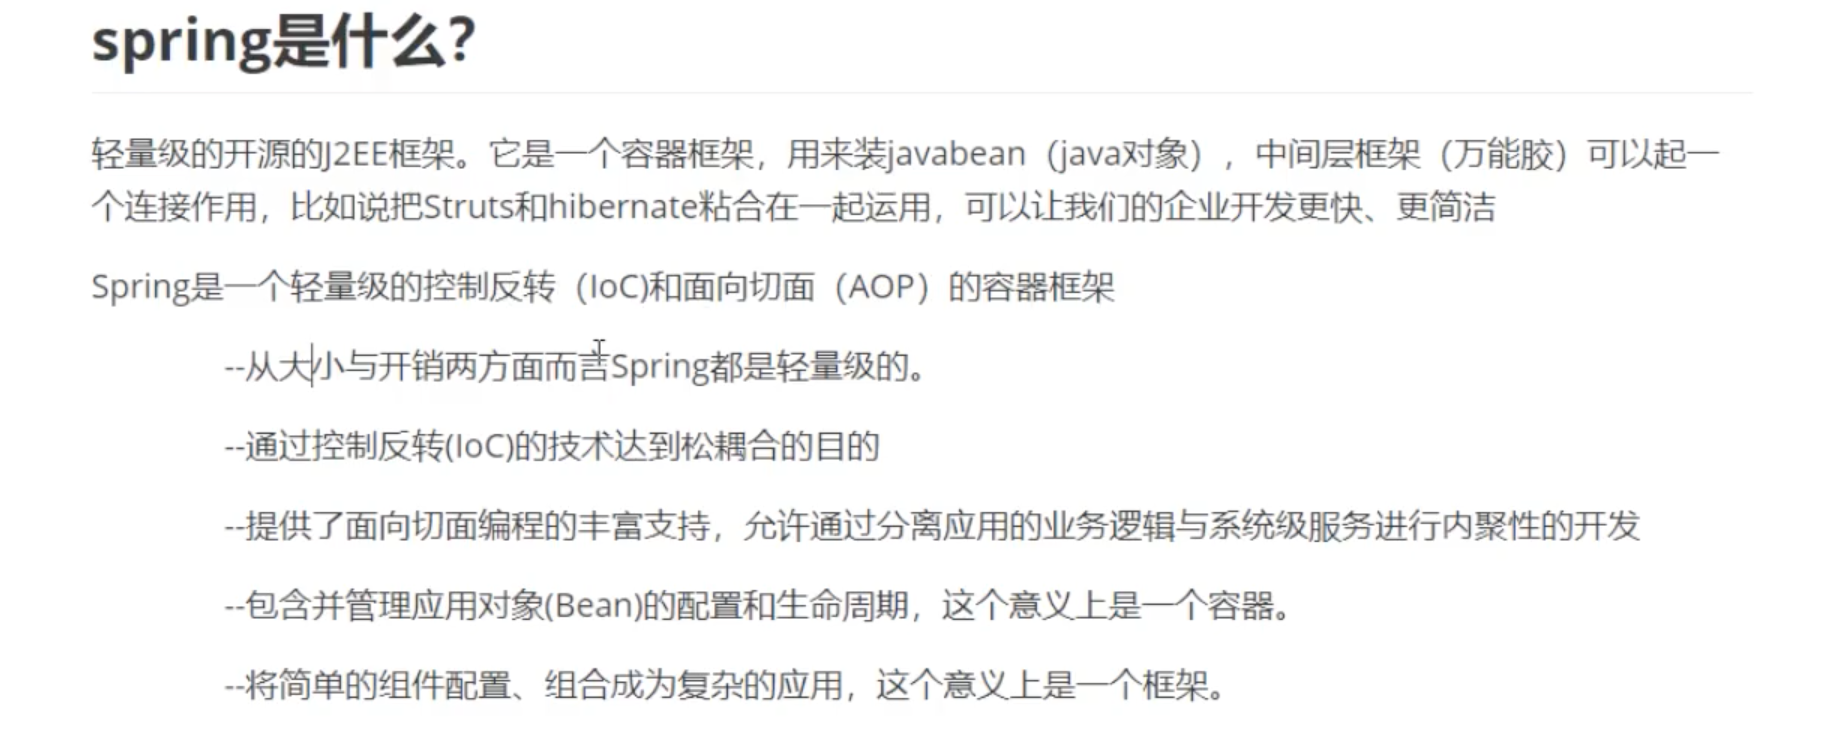 spring是什么？
轻量级的开源的J2EE框架。它是一个容器框架，用来装javabean（java对象），中间层框架（万能胶）可以起一
个连接作用，比如说把Struts和hibernate粘合在一起运用，可以让我们的企业开发更快、更简洁
Spring是一个轻量级的控制反转（IoC)和面向切面（AOP）的容器框架
--从大小与开销两方面而言Spring都是轻量级的。
--通过控制反转(IoC)的技术达到松耦合的目的
--提供了面向切面编程的丰富支持，允许通过分离应用的业务逻辑与系统级服务进行内聚性的开发
--包含并管理应用对象(Bean)的配置和生命周期，这个意义上是一个容器。
--将简单的组件配置、组合成为复杂的应用，这个意义上是一个框架。